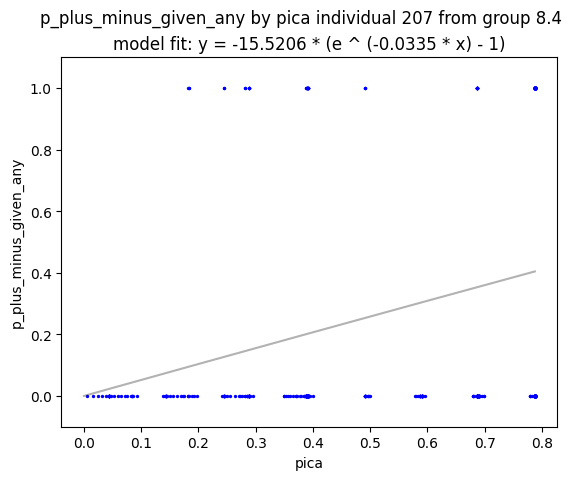 p_plus_minus_given_any by pica individual 207 from group 8.4
model fit: y = -15.5206 * (e ^ (-0.0335 * x) - 1)
1.0
0.8
0.6
0.4
0.2
0.0
p_plus_minus_given_any
0.0 0.1 0.2 0.3 0.4 0.5 0.6 0.7 0.8
pica